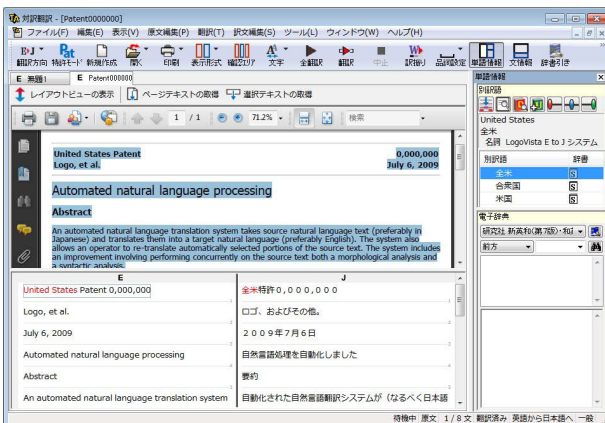 対訳翻訳 - [Patent0000000]
ファイル(F) 編集(E) 表示(V) 原文編集(P) 翻訳(T) 訳文編集(S) ツール(L) ウィンドウ(W) ヘルプ(H)
EりJ Pat W
翻訳方向 特許モード 新規作成 開く 印刷 表示形式 確認エリア 文字 全翻訳 翻訳 中止 訳振り 品詞設定 単語情報 文情報 辞書引き
E 無題1 E Patent000000
レイアウトビューの表示 ページテキストの取得 選択テキストの取得
1 / 1 71.2% 検索
United States Patent 0,000,000
Logo, et al. July 6, 2009
Automated natural language processing
Abstract
An automated natural language translation system takes source natural language text (preferably in
Japanese) and translates them into a target natural language (preferably English). The system also
allows an operator to re-translate automatically selected portions of the source text. The system includes
an improvement involving performing concurrently on the source text both a morphological analysis and
a syntactic analysis.
E J
United States Patent 0,000,000 全米特許０,０００,０００
Logo, et al. ロゴ、およびその他。
July 6, 2009 ２００９年７月６日
Automated natural language processing 自然言語処理を自動化しました
Abstract 要約
An automated natural language translation system 自動化された自然言語翻訳システムが（なるべく日本語
単語情報
別訳語
United States
全米
名詞 LogoVista E to J システム
別訳語 辞書
全米 S
合衆国 S
米国 S
電子辞典
研究社 新英和(第7版)・和
前方
待機中 原文 1 / 8 文 翻訳済み 英語から日本語へ 一般